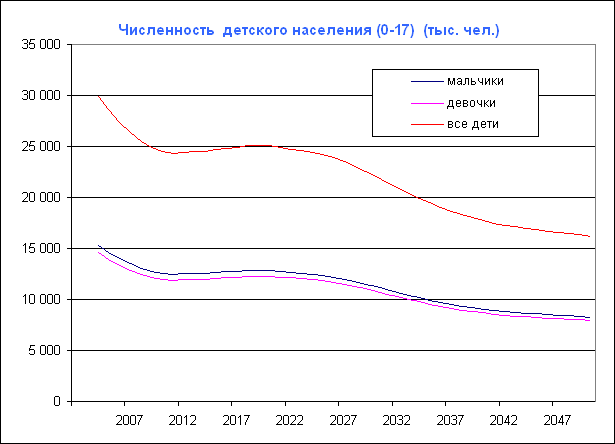 Численность детского населения (0-17) (тыс. чел.)
35 000
30 000
25 000
20 000
15 000
10 000
5 000
0
мальчики
девочки
все дети
2007 2012 2017 2022 2027 2032 2037 2042 2047